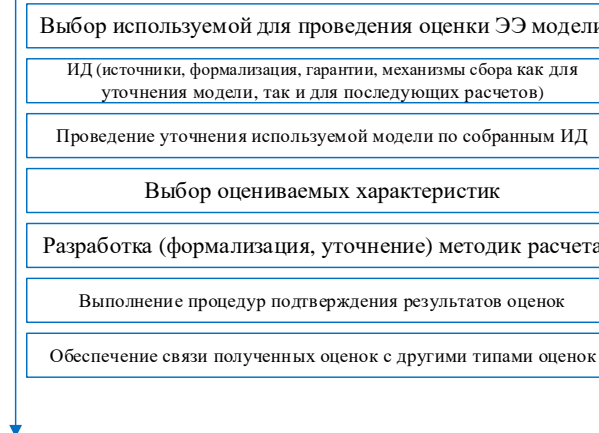 Выбор используемой для проведения оценки ЭЭ модели
ИД (источники, формализация, гарантии, механизмы сбора как для
уточнения модели, так и для последующих расчетов)
Проведение уточнения используемой модели по собранным ИД
Выбор оцениваемых характеристик
Разработка (формализация, уточнение) методик расчета
Выполнение процедур подтверждения результатов оценок
Обеспечение связи полученных оценок с другими типами оценок